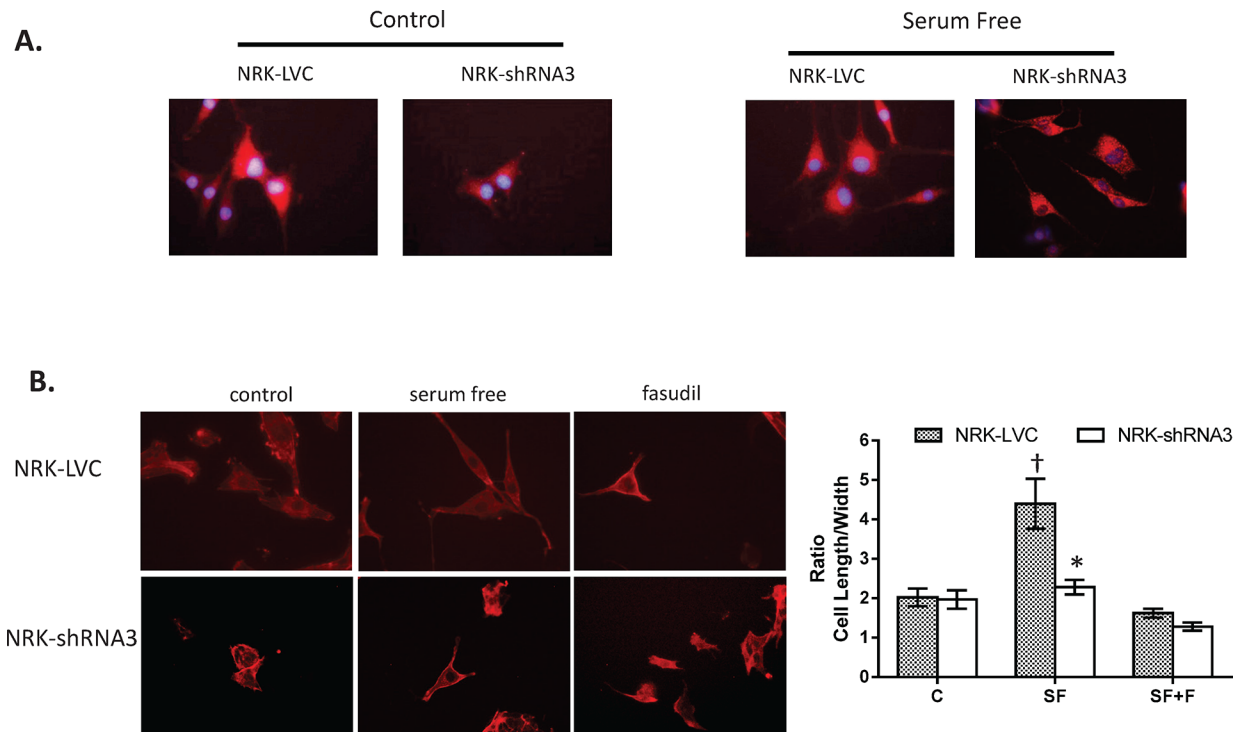 A.
Control
Serum Free
NRK-LVC
NRK-shRNA3
NRK-LVC
NRK-shRNA3
B.
control
serum free
fasudil
NRK-LVC
NRK-shRNA3
NRK-LVC
NRK-shRNA3
Ratio
Cell Length/Width
6
5
4
3
2
1
0
†
*
C
SF
SF+F